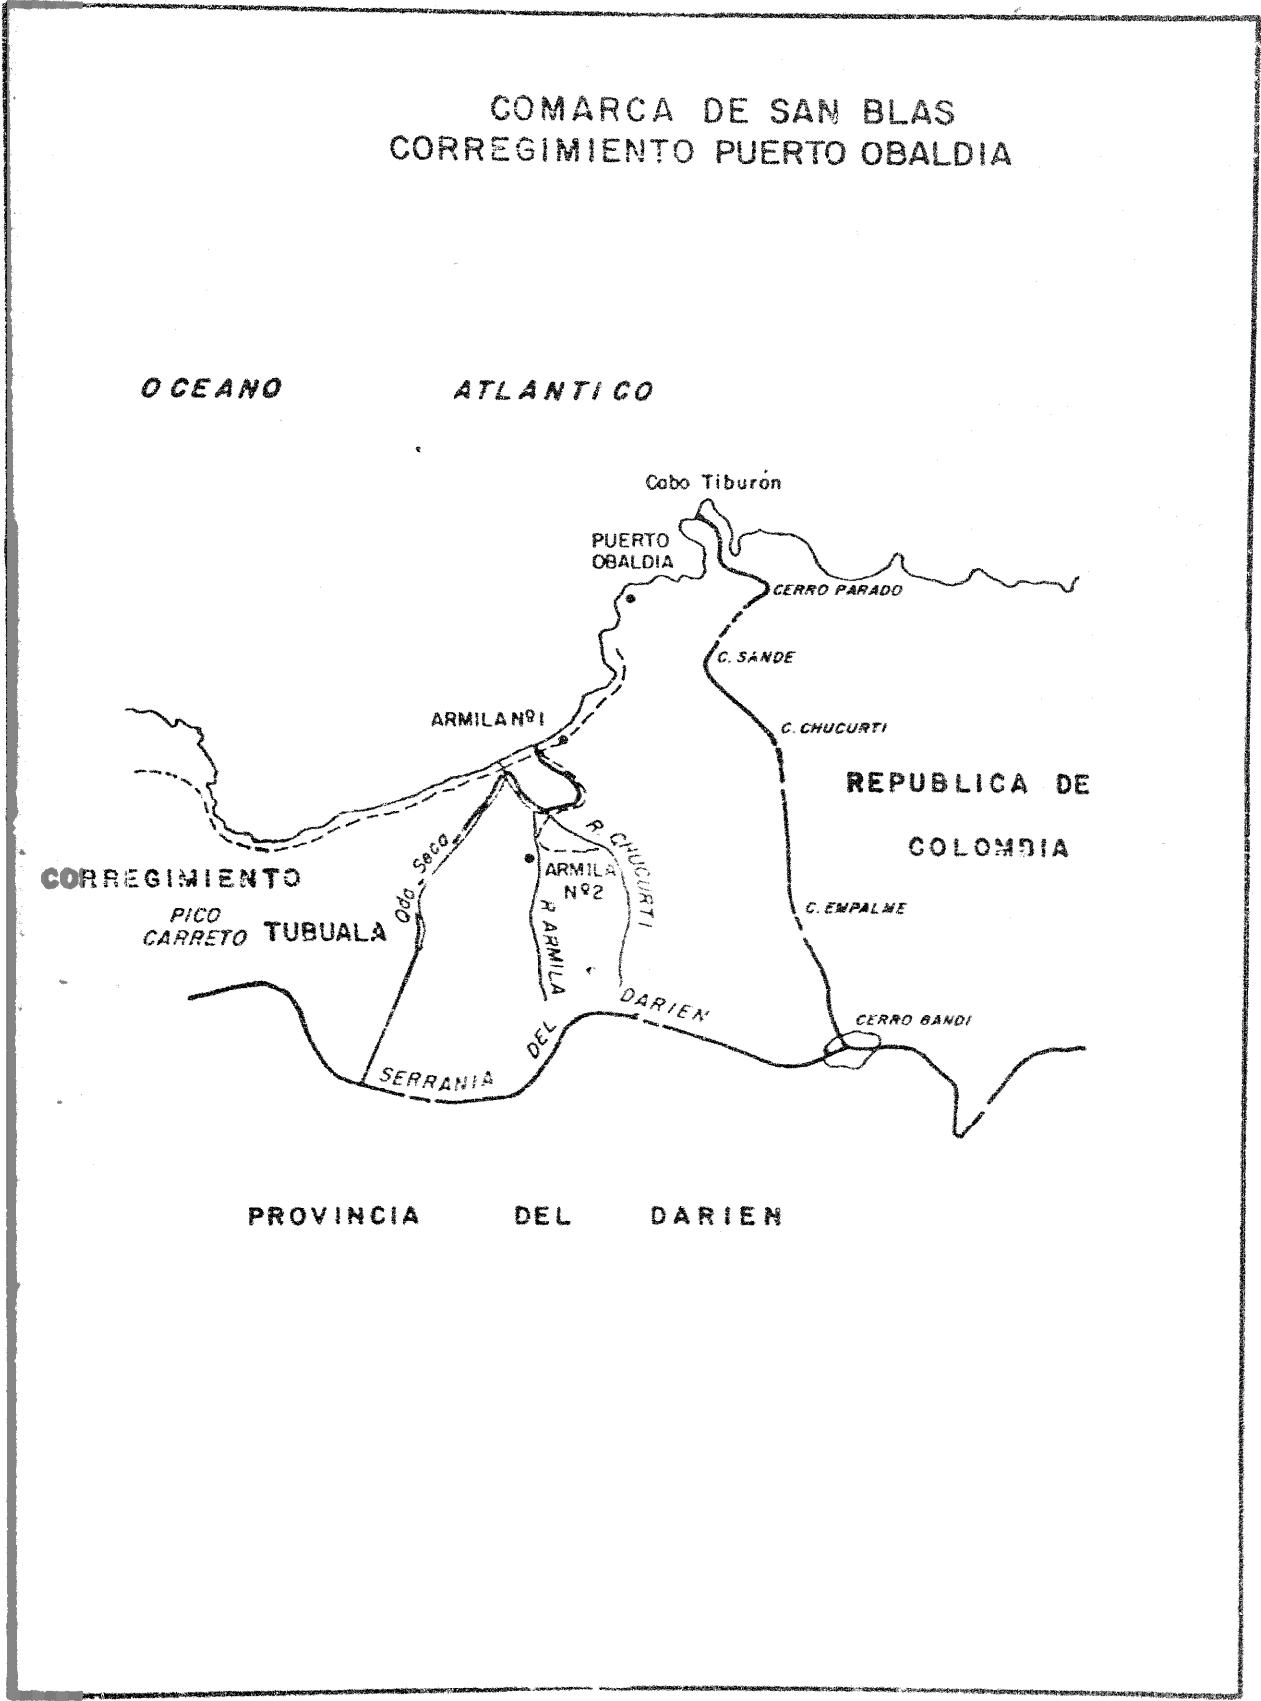 COMARCA DE SAN BLAS
CORREGIMIENTO PUERTO OBALDIA
OCEANO ATLANTICO
Cabo Tiburón
PUERTO
OBALDIA
CERRO PARADO
C. SANDE
ARMILA Nº1
C. CHUCURTI
REPUBLICA DE
COLOMBIA
R. CHUCURTI
Qda. Seca
ARMILA
Nº2
CORREGIMIENTO
PICO
CARRETO
TUBUALA
C. EMPALME
R ARMILA
CERRO BANDI
SERRANIA DEL DARIEN
PROVINCIA DEL DARIEN